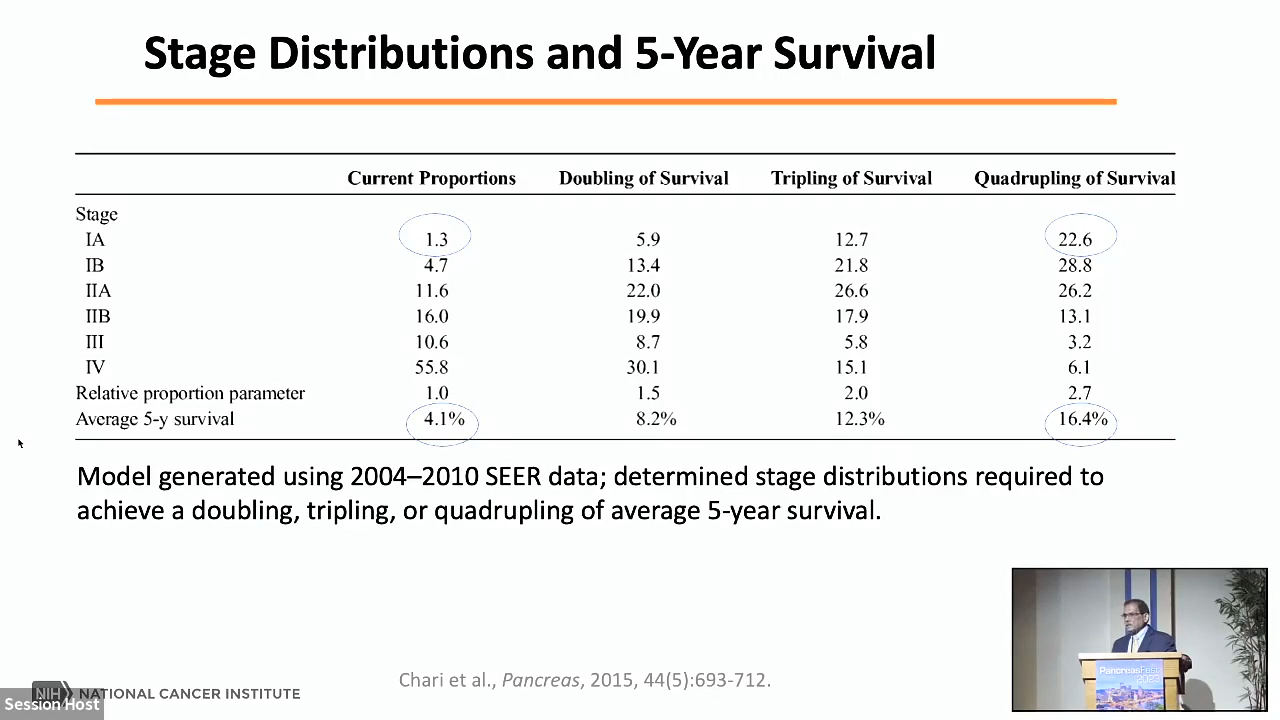 Stage Distributions and 5-Year Survival
Current Proportions Doubling of Survival Tripling of Survival Quadrupling of Survival
Stage
IA 1.3 5.9 12.7 22.6
IB 4.7 13.4 21.8 28.8
IIA 11.6 22.0 26.6 26.2
IIB 16.0 19.9 17.9 13.1
III 10.6 8.7 5.8 3.2
IV 55.8 30.1 15.1 6.1
Relative proportion parameter 1.0 1.5 2.0 2.7
Average 5-y survival 4.1% 8.2% 12.3% 16.4%
Model generated using 2004–2010 SEER data; determined stage distributions required to
achieve a doubling, tripling, or quadrupling of average 5-year survival.
PancreasFest
2023
Chari et al., Pancreas, 2015, 44(5):693-712.
NIH NATIONAL CANCER INSTITUTE
Session Host